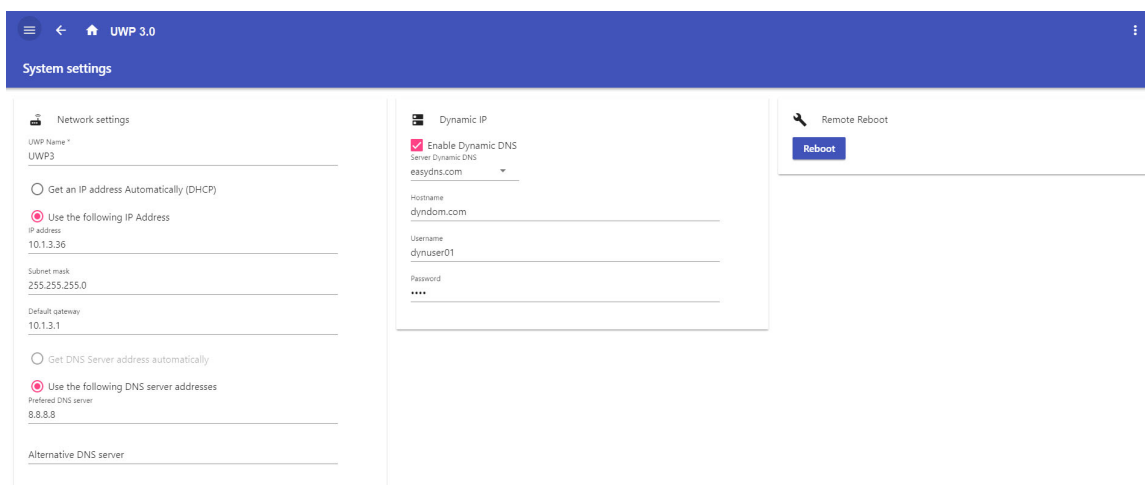 UWP 3.0
System settings
Network settings
UWP Name *
UWP3
Get an IP address Automatically (DHCP)
Use the following IP Address
IP address
10.1.3.36
Subnet mask
255.255.255.0
Default gateway
10.1.3.1
Get DNS Server address automatically
Use the following DNS server addresses
Prefered DNS server
8.8.8.8
Alternative DNS server
Dynamic IP
Enable Dynamic DNS
Server Dynamic DNS
easydns.com
Hostname
dyndom.com
Username
dynuser01
Password
••••
Remote Reboot
Reboot